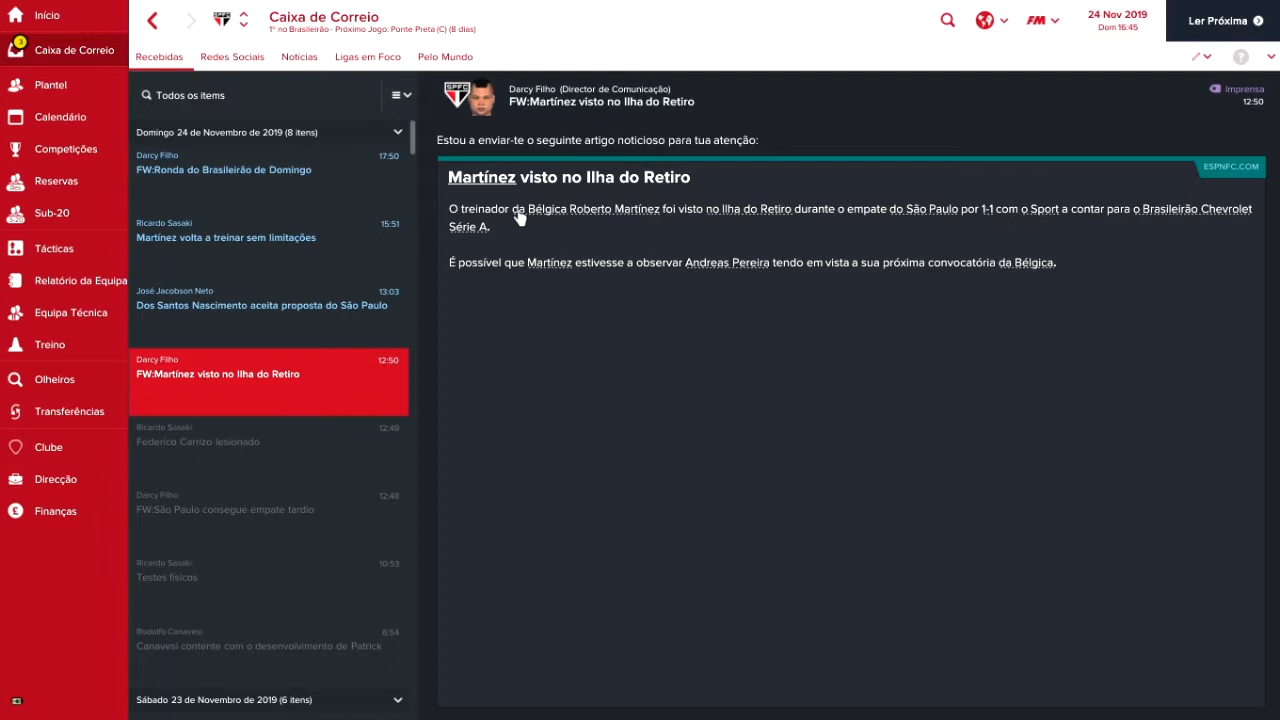 Início
Caixa de Correio
3
Plantel
Calendário
Competições
Reservas
Sub-20
Tácticas
Relatório da Equipa
Equipa Técnica
Treino
Olheiros
Transferências
Clube
Direcção
Finanças
Caixa de Correio
1º no Brasileirão - Próximo Jogo: Ponte Preta (C) (8 dias)
FM
24 Nov 2019
Dom 16:45
Ler Próxima
Recebidas Redes Sociais Notícias Ligas em Foco Pelo Mundo
Todos os items
Domingo 24 de Novembro de 2019 (8 itens)
Darcy Filho 17:50
FW:Ronda do Brasileirão de Domingo
Ricardo Sasaki 15:51
Martínez volta a treinar sem limitações
José Jacobson Neto 13:03
Dos Santos Nascimento aceita proposta do São Paulo
Darcy Filho 12:50
FW:Martínez visto no Ilha do Retiro
Ricardo Sasaki 12:49
Federico Carrizo lesionado
Darcy Filho 12:48
FW:São Paulo consegue empate tardio
Ricardo Sasaki 10:53
Testes físicos
Rodolfo Canavesi 6:54
Canavesi contente com o desenvolvimento de Patrick
Sábado 23 de Novembro de 2019 (6 itens)
SPFC
Darcy Filho (Director de Comunicação)
FW:Martínez visto no Ilha do Retiro
Imprensa
12:50
Estou a enviar-te o seguinte artigo noticioso para tua atenção:
ESPNFC.COM
Martínez visto no Ilha do Retiro
O treinador da Bélgica Roberto Martínez foi visto no Ilha do Retiro durante o empate do São Paulo por 1-1 com o Sport a contar para o Brasileirão Chevrolet
Série A.
É possível que Martínez estivesse a observar Andreas Pereira tendo em vista a sua próxima convocatória da Bélgica.